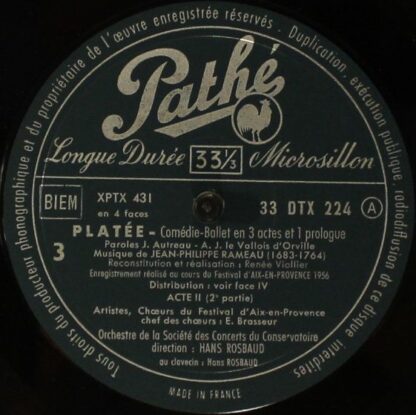 Tous droits du producteur phonographique et du propriétaire de l'œuvre enregistrée réservés - Duplication, exécution publique, radiodiffusion de ce disque interdites
Pathé
Longue Durée 33⅓ Microsillon
BIEM
XPTX 431
en 4 faces
33 DTX 224 A
3
PLATÉE - Comédie-Ballet en 3 actes et 1 prologue
Paroles J. Autreau - A. J. le Vallois d'Orville
Musique de JEAN-PHILIPPE RAMEAU (1683-1764)
Reconstitution et réalisation : Renée Viollier
Enregistrement réalisé au cours du Festival d'AIX-EN-PROVENCE 1956
Distribution : voir face IV
ACTE II (2e partie)
Artistes, Chœurs du Festival d'Aix-en-Provence
chef des chœurs : E. Brasseur
Orchestre de la Société des Concerts du Conservatoire
direction : HANS ROSBAUD
au clavecin : Hans ROSBAUD
MADE IN FRANCE